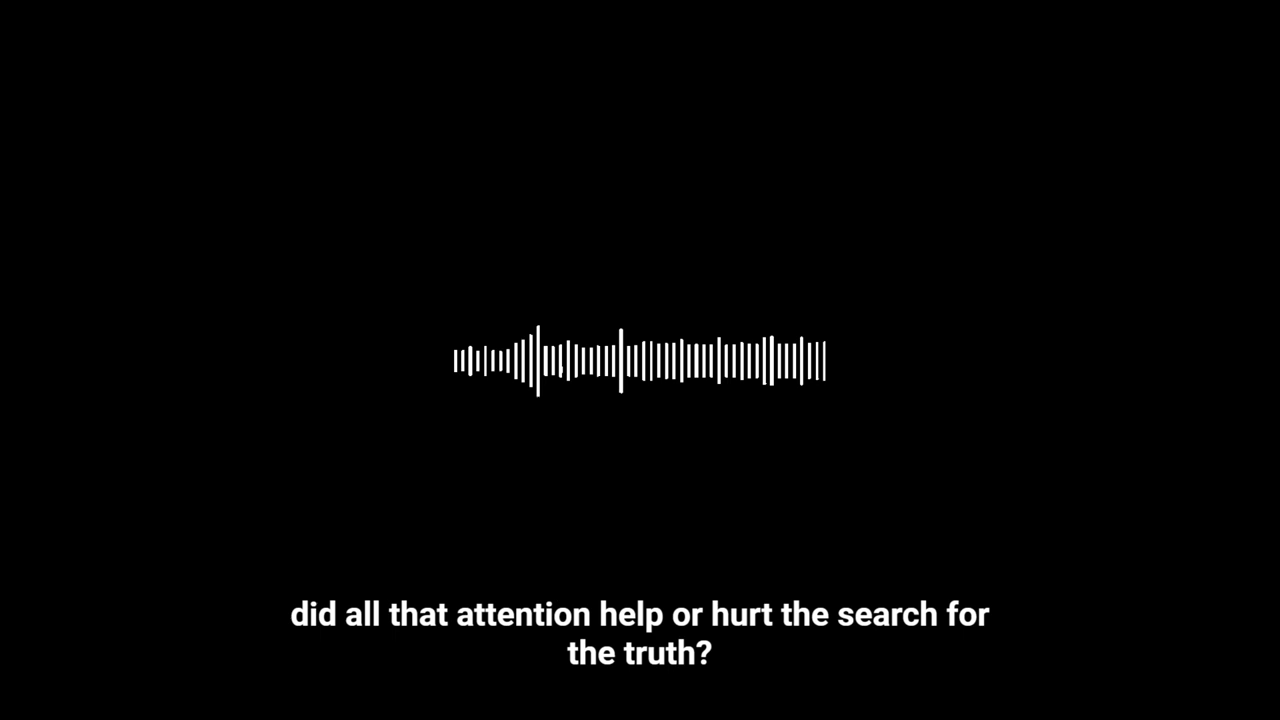 did all that attention help or hurt the search for
the truth?